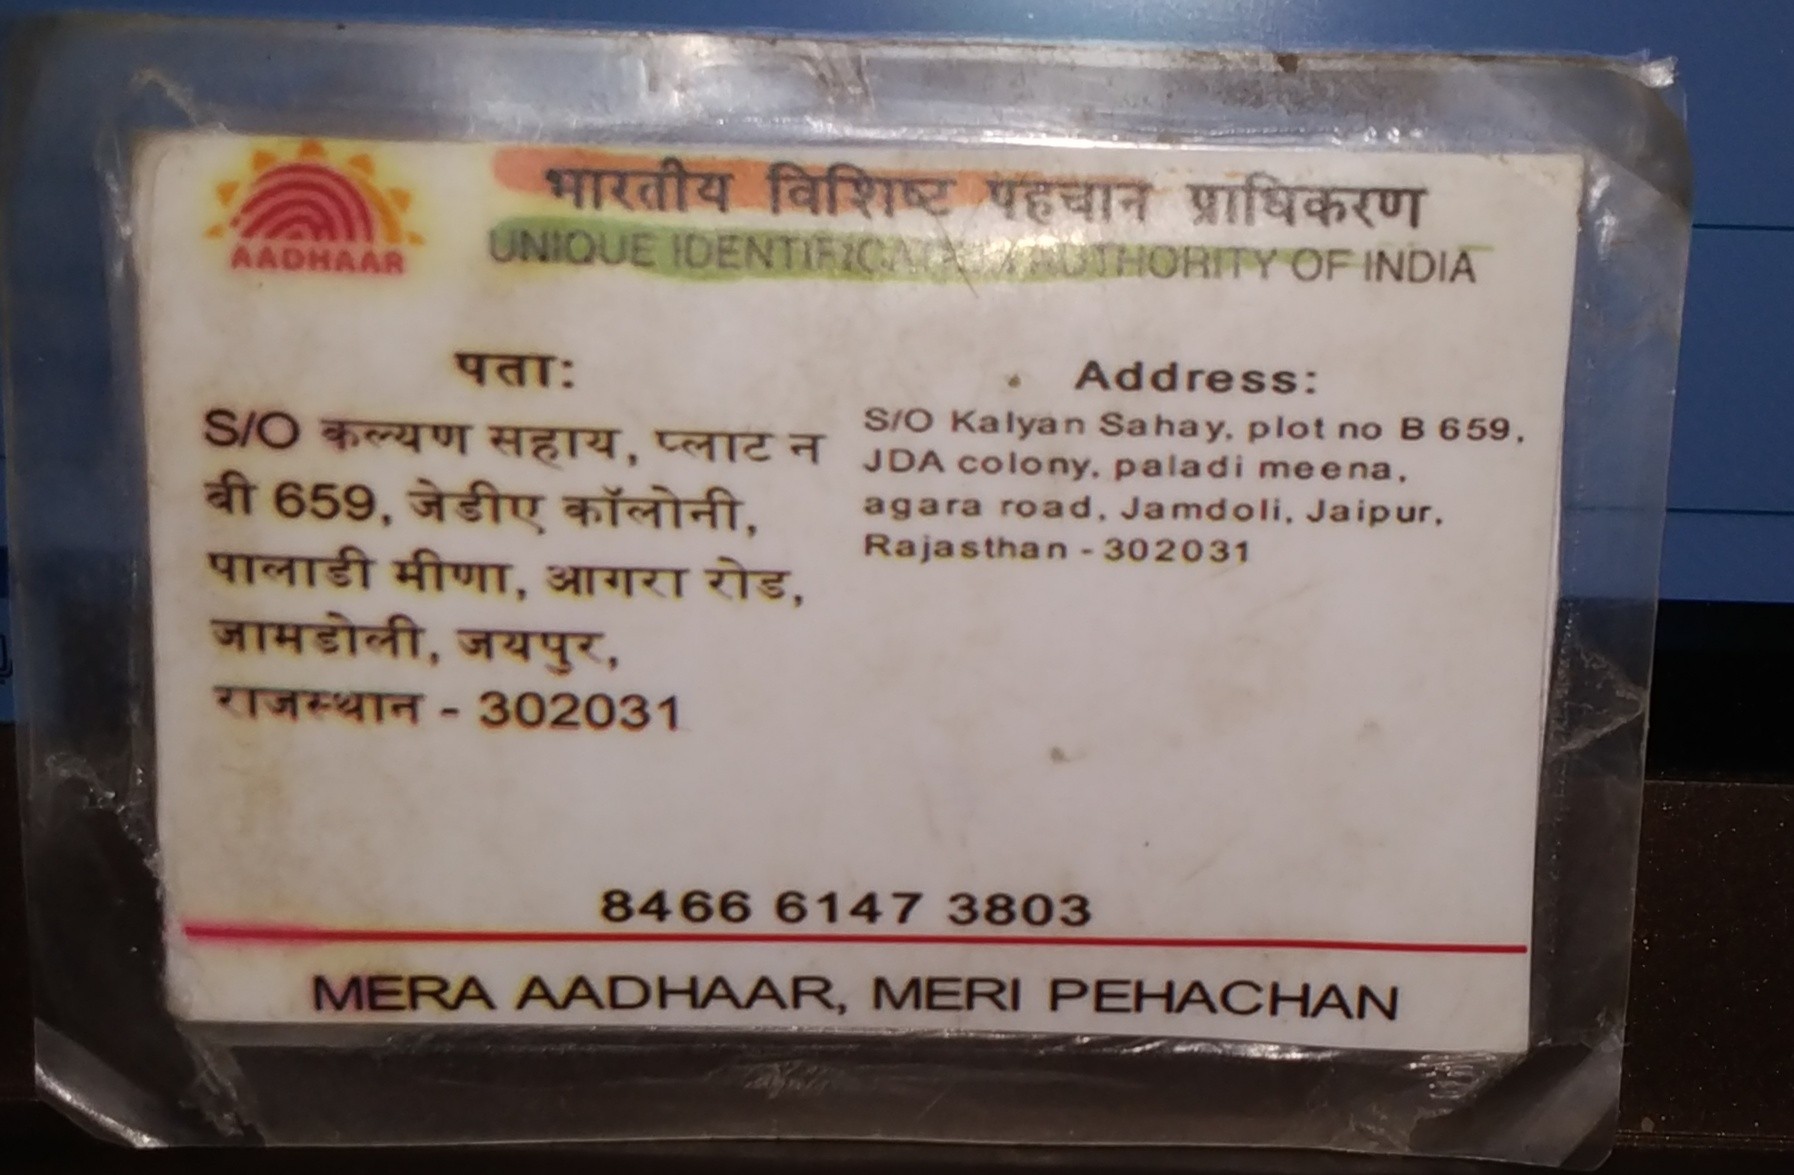 AADHAAR
भारतीय विशिष्ट पहचान प्राधिकरण
UNIQUE IDENTIFICATION AUTHORITY OF INDIA
पता:
S/O कल्यण सहाय, प्लाट न
बी 659, जेडीए कॉलोनी,
पालाडी मीणा, आगरा रोड,
जामडोली, जयपुर,
राजस्थान - 302031
Address:
S/O Kalyan Sahay, plot no B 659,
JDA colony, paladi meena,
agara road, Jamdoli, Jaipur,
Rajasthan - 302031
8466 6147 3803
MERA AADHAAR, MERI PEHACHAN